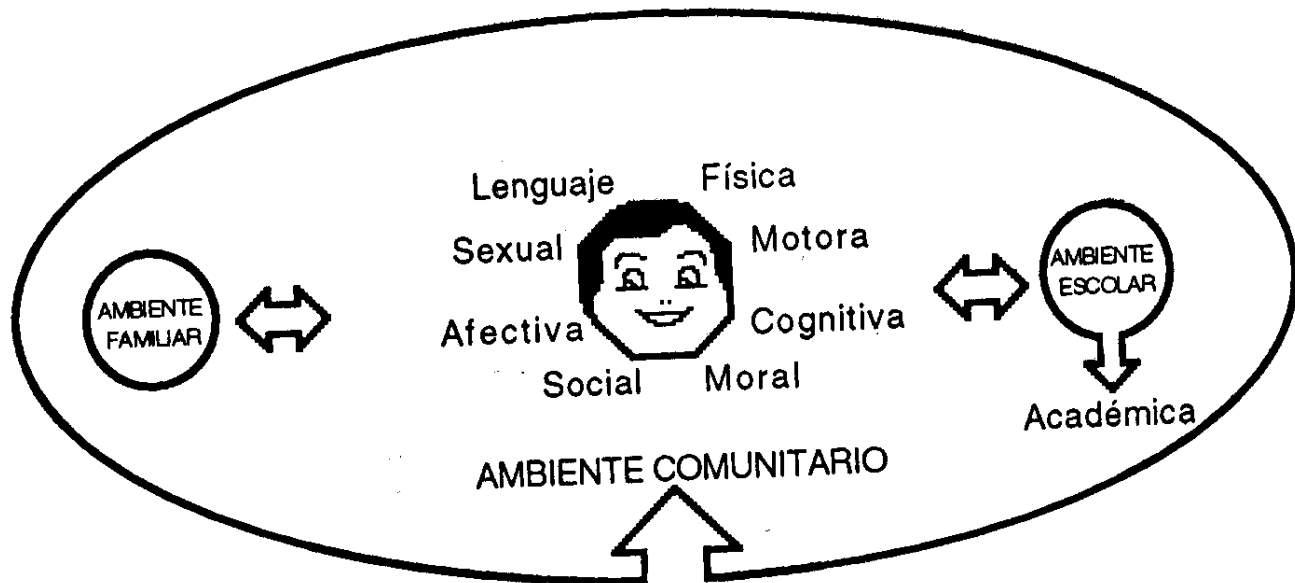 Lenguaje Física
Sexual Motora
AMBIENTE
FAMILIAR
AMBIENTE
ESCOLAR
Afectiva Cognitiva
Social Moral
Académica
AMBIENTE COMUNITARIO